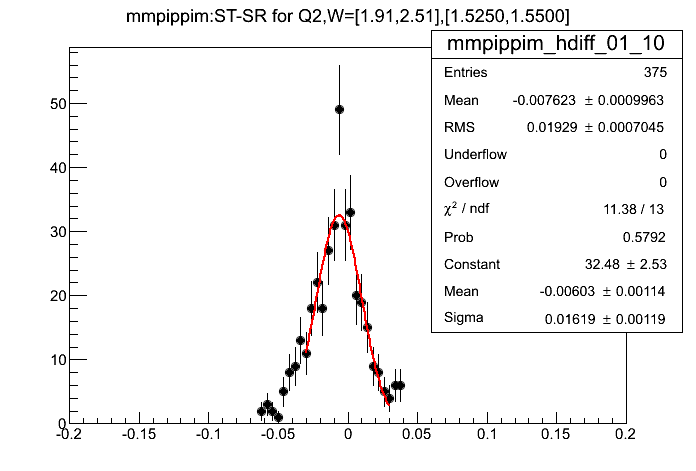 mmpippim:ST-SR for Q2,W=[1.91,2.51],[1.5250,1.5500]
mmpippim_hdiff_01_10
Entries 375
Mean -0.007623 ± 0.0009963
RMS 0.01929 ± 0.0007045
Underflow 0
Overflow 0
χ² / ndf 11.38 / 13
Prob 0.5792
Constant 32.48 ± 2.53
Mean -0.00603 ± 0.00114
Sigma 0.01619 ± 0.00119
50
40
30
20
10
0
-0.2 -0.15 -0.1 -0.05 0 0.05 0.1 0.15 0.2